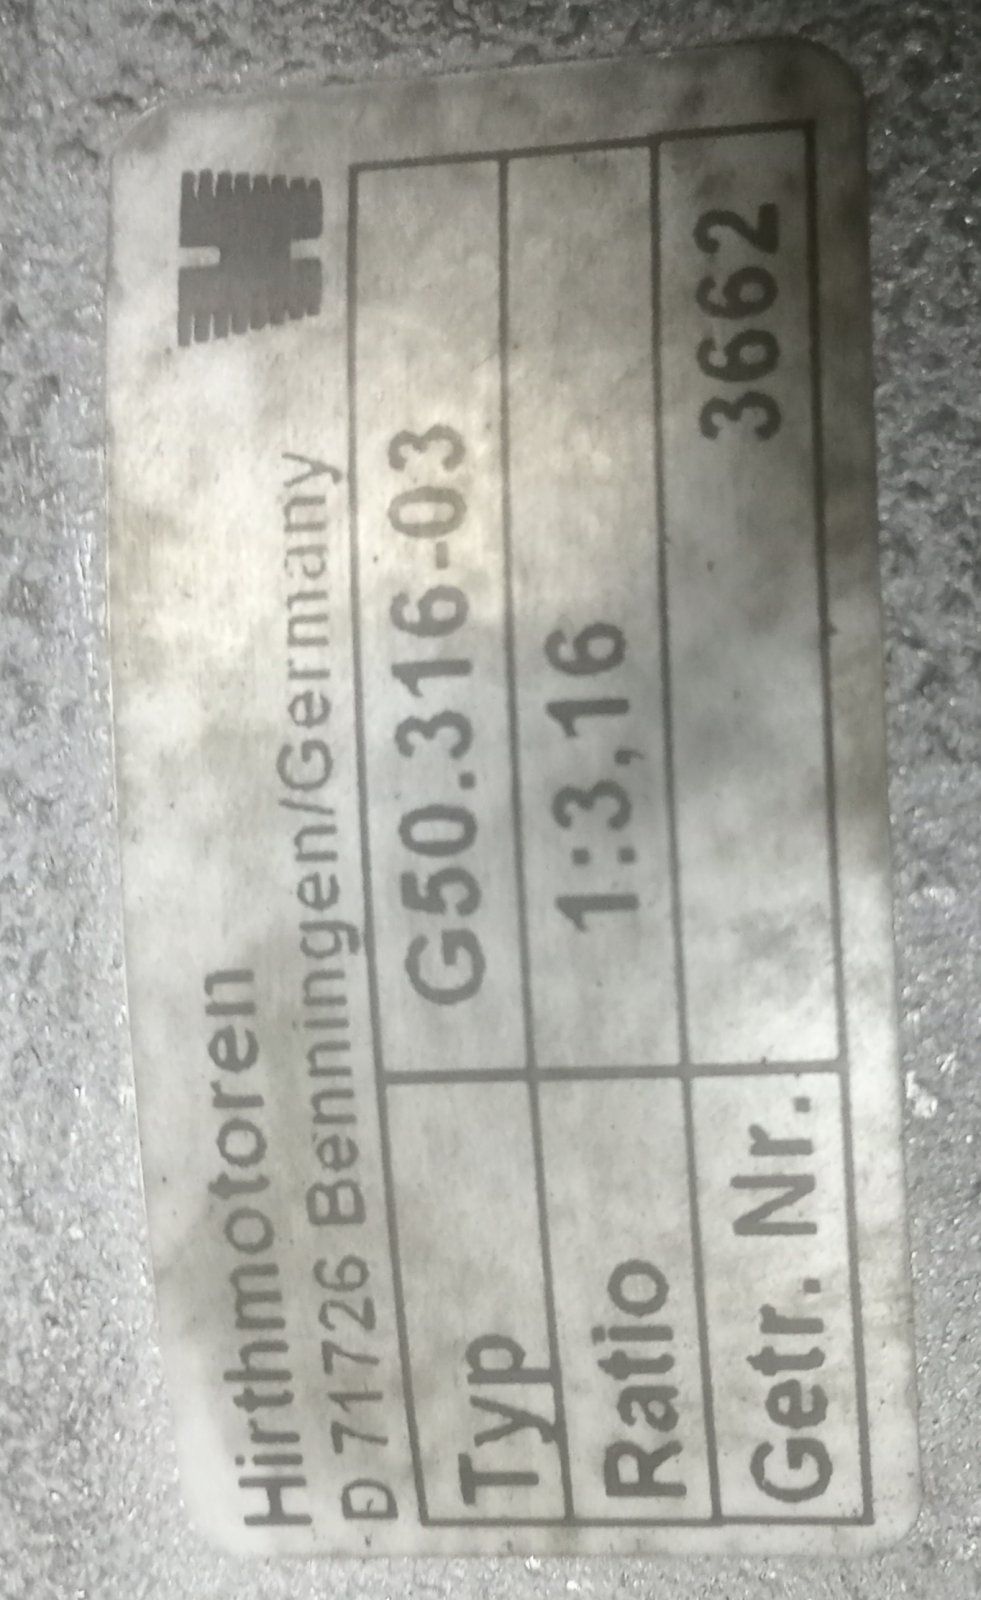 Hirthmotoren
D 71726 Benningen/Germany
Typ G50.316-03
Ratio 1:3,16
Getr. Nr. 3662